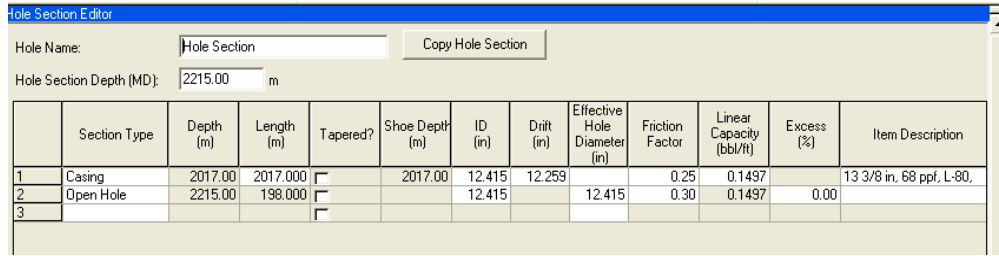 Hole Section Editor
Hole Name: Hole Section Copy Hole Section
Hole Section Depth (MD): 2215.00 m
Section Type Depth (m) Length (m) Tapered? Shoe Depth (m) ID (in) Drift (in) Effective Hole Diameter (in) Friction Factor Linear Capacity (bbl/ft) Excess (%) Item Description
1 Casing 2017.00 2017.000 2017.00 12.415 12.259 0.25 0.1497 13 3/8 in, 68 ppf, L-80,
2 Open Hole 2215.00 198.000 12.415 12.415 0.30 0.1497 0.00
3